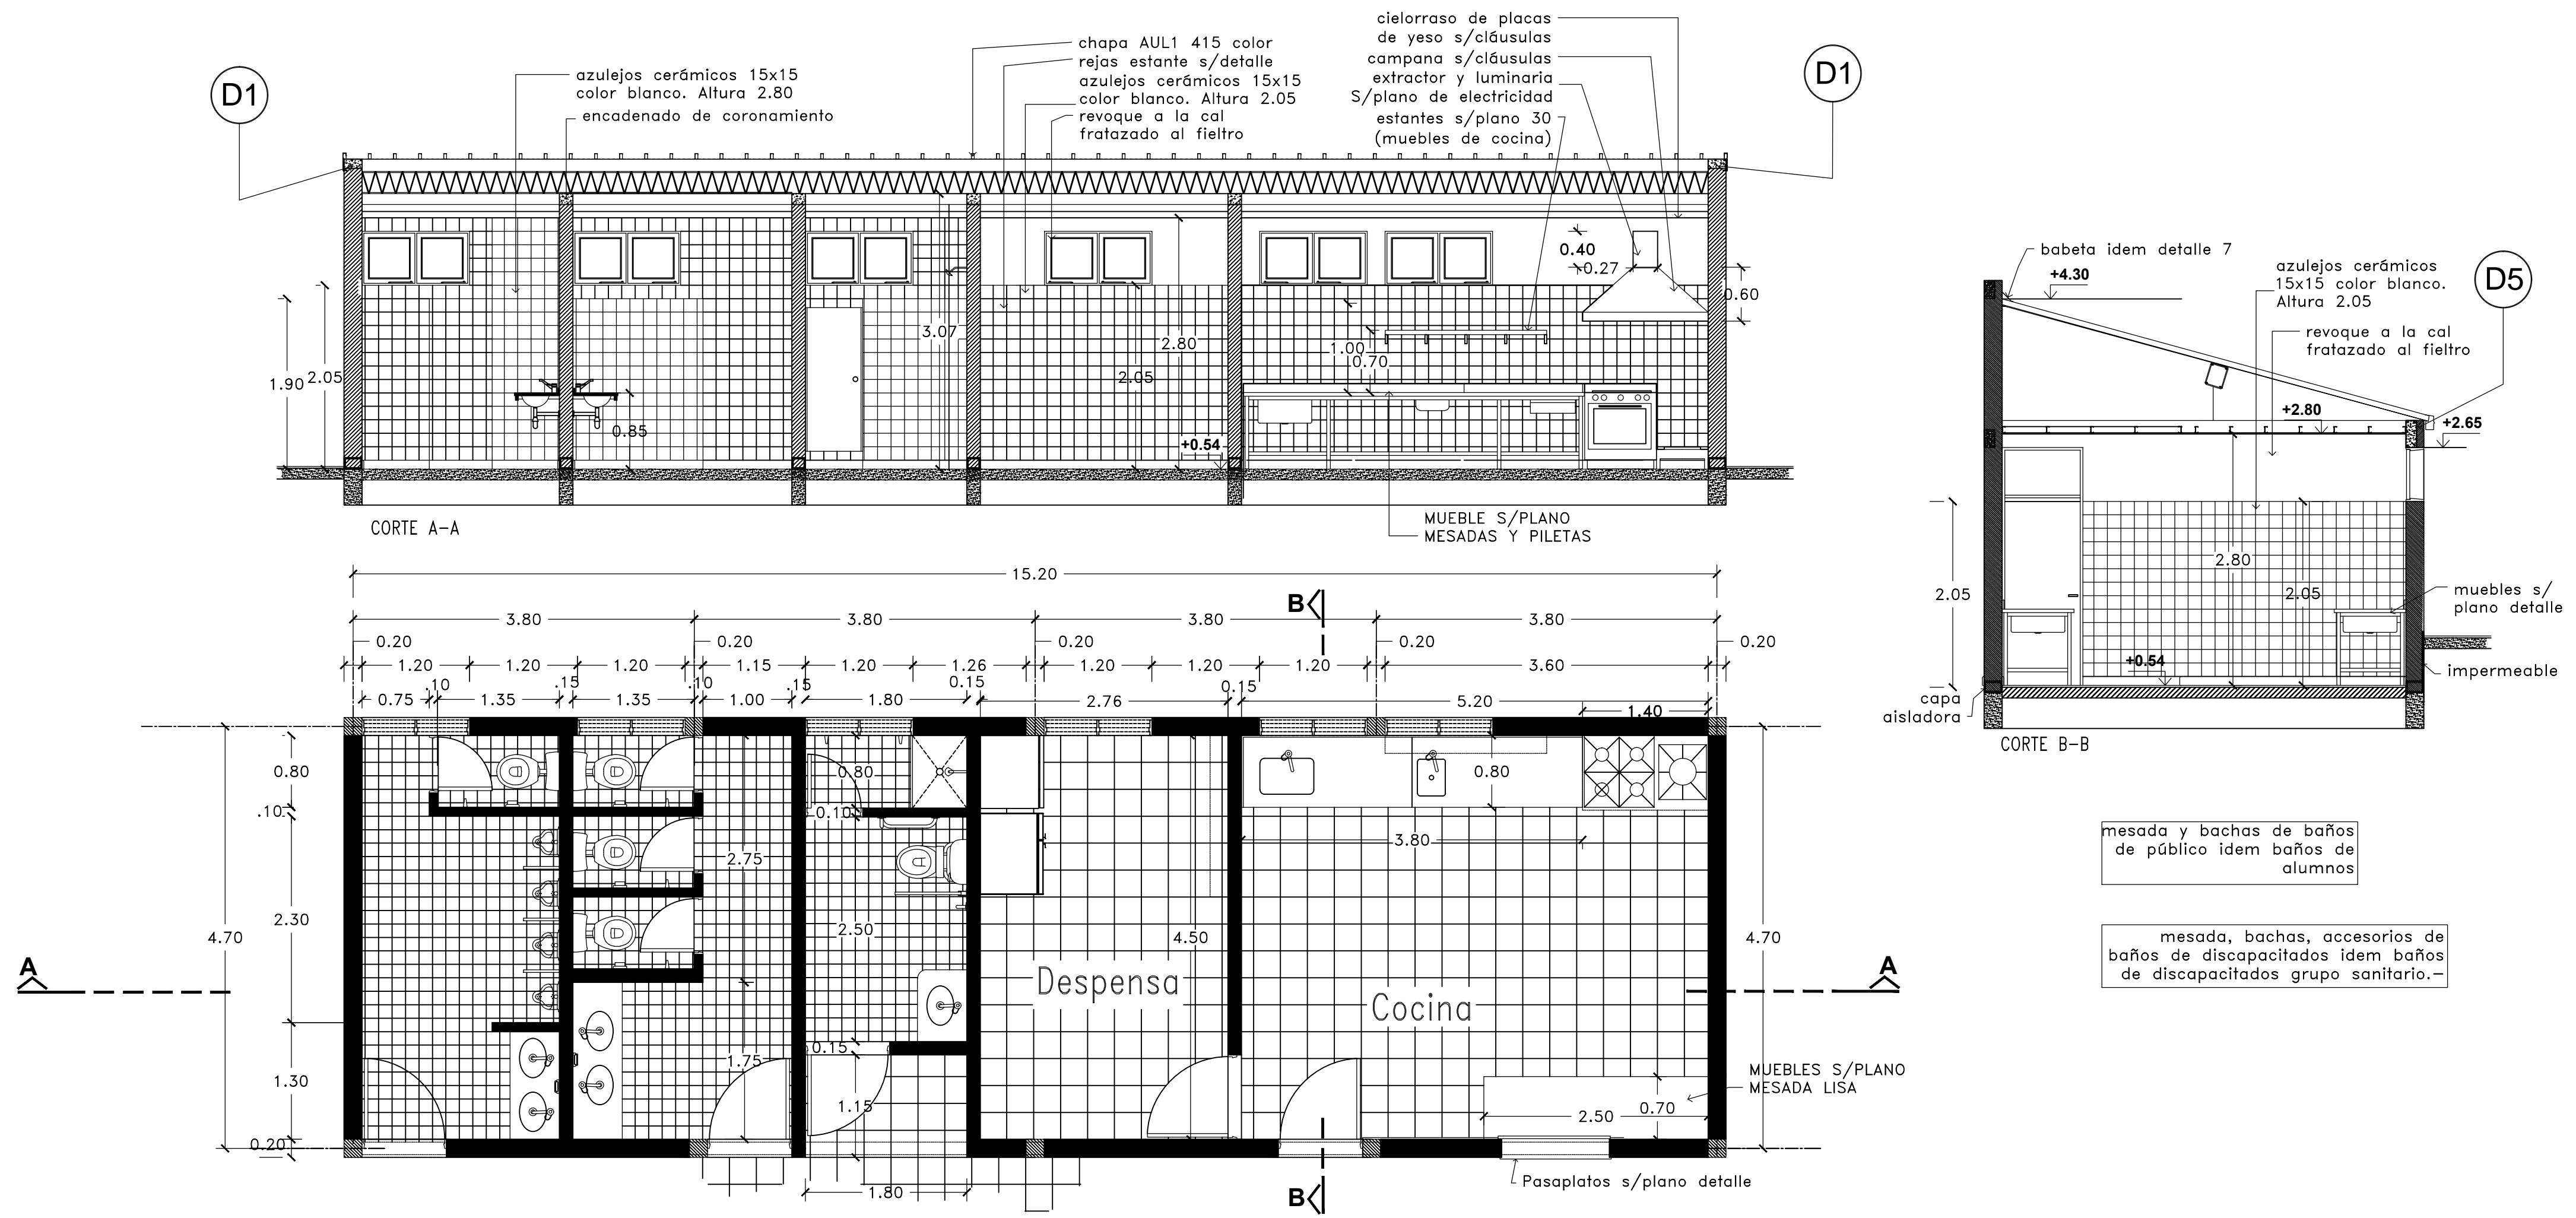 D1
azulejos cerámicos 15x15
color blanco. Altura 2.80
encadenado de coronamiento
chapa AUL1 415 color
rejas estante s/detalle
azulejos cerámicos 15x15
color blanco. Altura 2.05
revoque a la cal
fratazado al fieltro
cielorraso de placas
de yeso s/cláusulas
campana s/cláusulas
extractor y luminaria
S/plano de electricidad
estantes s/plano 30
(muebles de cocina)
D1
0.40
0.27
0.60
3.07
2.80
1.00
0.70
1.90
2.05
2.05
0.85
+0.54
CORTE A-A
MUEBLE S/PLANO
MESADAS Y PILETAS
babeta idem detalle 7
+4.30
azulejos cerámicos
15x15 color blanco.
Altura 2.05
D5
revoque a la cal
fratazado al fieltro
+2.80
+2.65
2.80
2.05
2.05
muebles s/
plano detalle
+0.54
impermeable
capa
aisladora
CORTE B-B
15.20
B
3.80
3.80
3.80
3.80
0.20
0.20
0.20
0.20
0.20
1.20
1.20
1.20
1.15
1.20
1.26
1.20
1.20
1.20
3.60
.10
.15
.10
.15
0.15
0.15
0.75
1.35
1.35
1.00
1.80
2.76
5.20
1.40
0.80
0.80
0.80
.10
0.10
3.80
2.75
2.30
2.50
4.70
4.50
4.70
A
A
Despensa
Cocina
0.15
1.75
1.30
1.15
MUEBLES S/PLANO
MESADA LISA
0.70
2.50
0.20
1.80
B
Pasaplatos s/plano detalle
mesada y bachas de baños
de público idem baños de
alumnos
mesada, bachas, accesorios de
baños de discapacitados idem baños
de discapacitados grupo sanitario.-